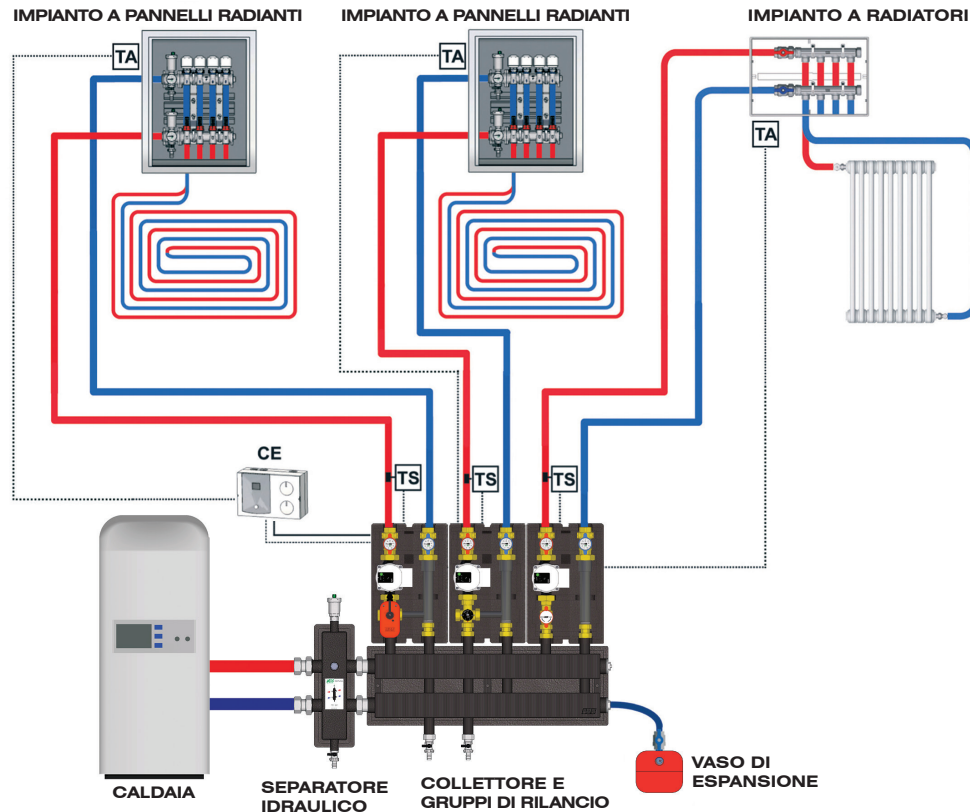 IMPIANTO A PANNELLI RADIANTI
IMPIANTO A PANNELLI RADIANTI
IMPIANTO A RADIATORI
TA
TA
TA
CE
TS
TS
TS
CALDAIA
SEPARATORE
IDRAULICO
COLLETTORE E
GRUPPI DI RILANCIO
VASO DI
ESPANSIONE